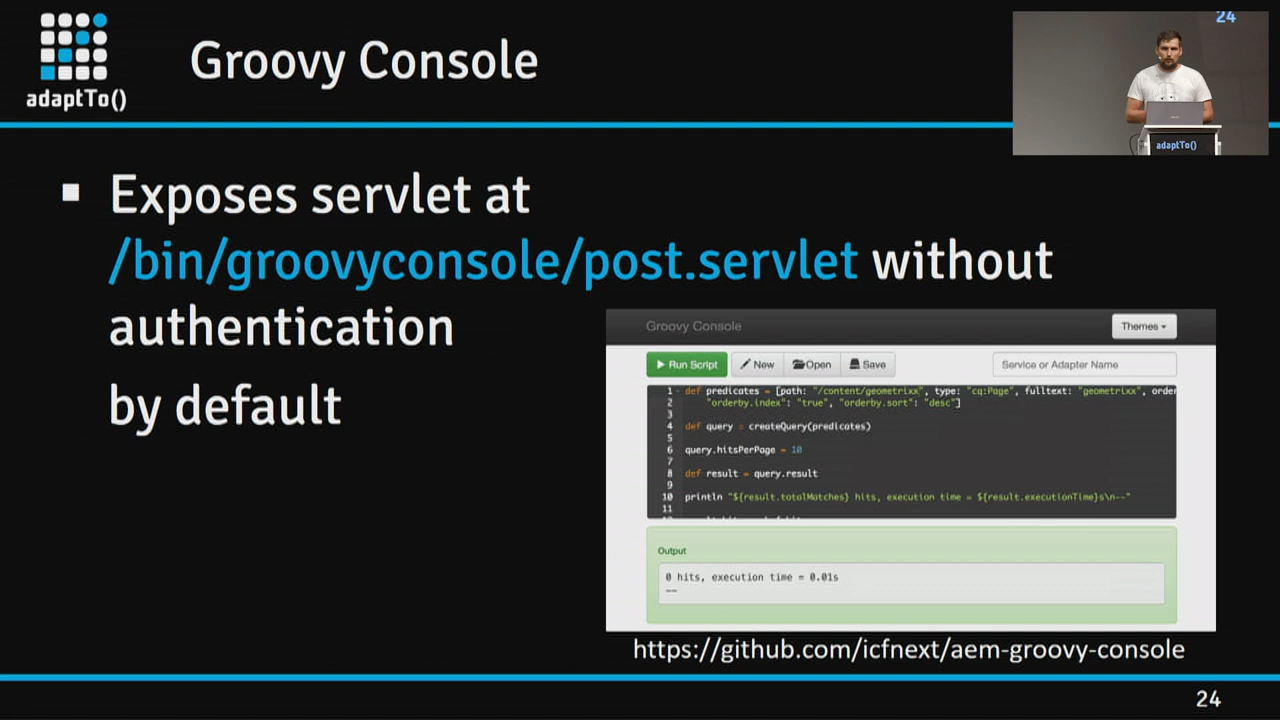 adaptTo()
Groovy Console
24
adaptTo()
▪ Exposes servlet at
/bin/groovyconsole/post.servlet without
authentication
by default
Groovy Console
Themes
Run Script
New
Open
Save
Service or Adapter Name
1 def predicates = [path: "/content/geometrixx", type: "cq:Page", fulltext: "geometrixx", order
2 "orderby.index": "true", "orderby.sort": "desc"]
3
4 def query = createQuery(predicates)
5
6 query.hitsPerPage = 10
7
8 def result = query.result
9
10 println "${result.totalMatches} hits, execution time = ${result.executionTime}s\n--"
11
Output
0 hits, execution time = 0.01s
--
https://github.com/icfnext/aem-groovy-console
24